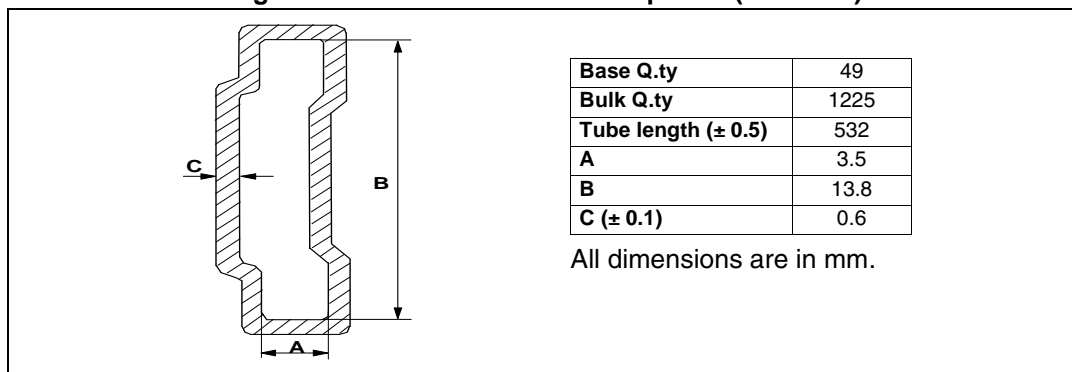 C
B
A
Base Q.ty 49
Bulk Q.ty 1225
Tube length (± 0.5) 532
A 3.5
B 13.8
C (± 0.1) 0.6
All dimensions are in mm.